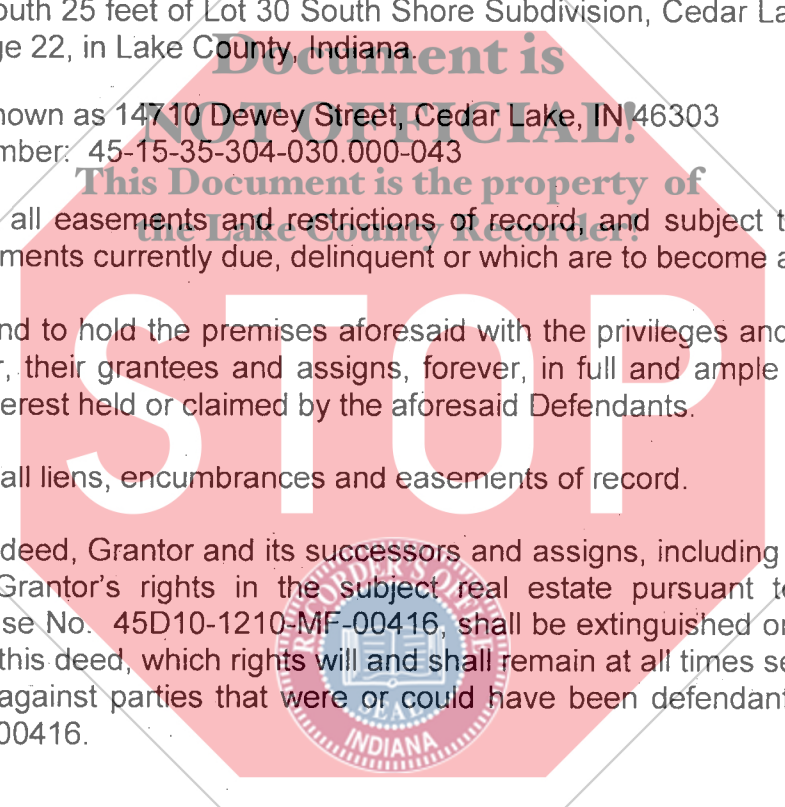 outh 25 feet of Lot 30 South Shore Subdivision, Cedar La
ge 22, in Lake County, Indiana.
Document is
nown as 14710 Dewey Street, Cedar Lake, IN 46303
NOT OFFICIAL!
mber: 45-15-35-304-030.000-043
This Document is the property of
all easements and restrictions of record, and subject t
the Lake County Recorder!
ments currently due, delinquent or which are to become a
STOP
nd to hold the premises aforesaid with the privileges and
r, their grantees and assigns, forever, in full and ample
erest held or claimed by the aforesaid Defendants.
all liens, encumbrances and easements of record.
deed, Grantor and its successors and assigns, including
Grantor's rights in the subject real estate pursuant t
se No. 45D10-1210-MF-00416, shall be extinguished or
this deed, which rights will and shall remain at all times se
against parties that were or could have been defendant
00416.
RECORDER'S OFFICE
SEAL
INDIANA